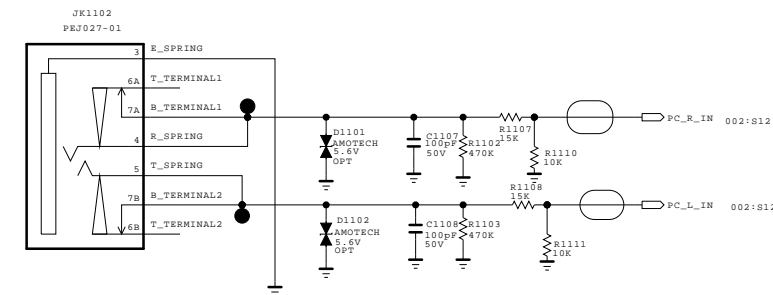 JK1102
PEJ027-01
3 E_SPRING
6A T_TERMINAL1
7A B_TERMINAL1
4 R_SPRING
5 T_SPRING
7B B_TERMINAL2
6B T_TERMINAL2
D1101
AMOTECH
5.6V
OPT
C1107
100pF
50V
R1102
470K
R1107
15K
R1110
10K
PC_R_IN 002:S12
D1102
AMOTECH
5.6V
OPT
C1108
100pF
50V
R1103
470K
R1108
15K
R1111
10K
PC_L_IN 002:S12